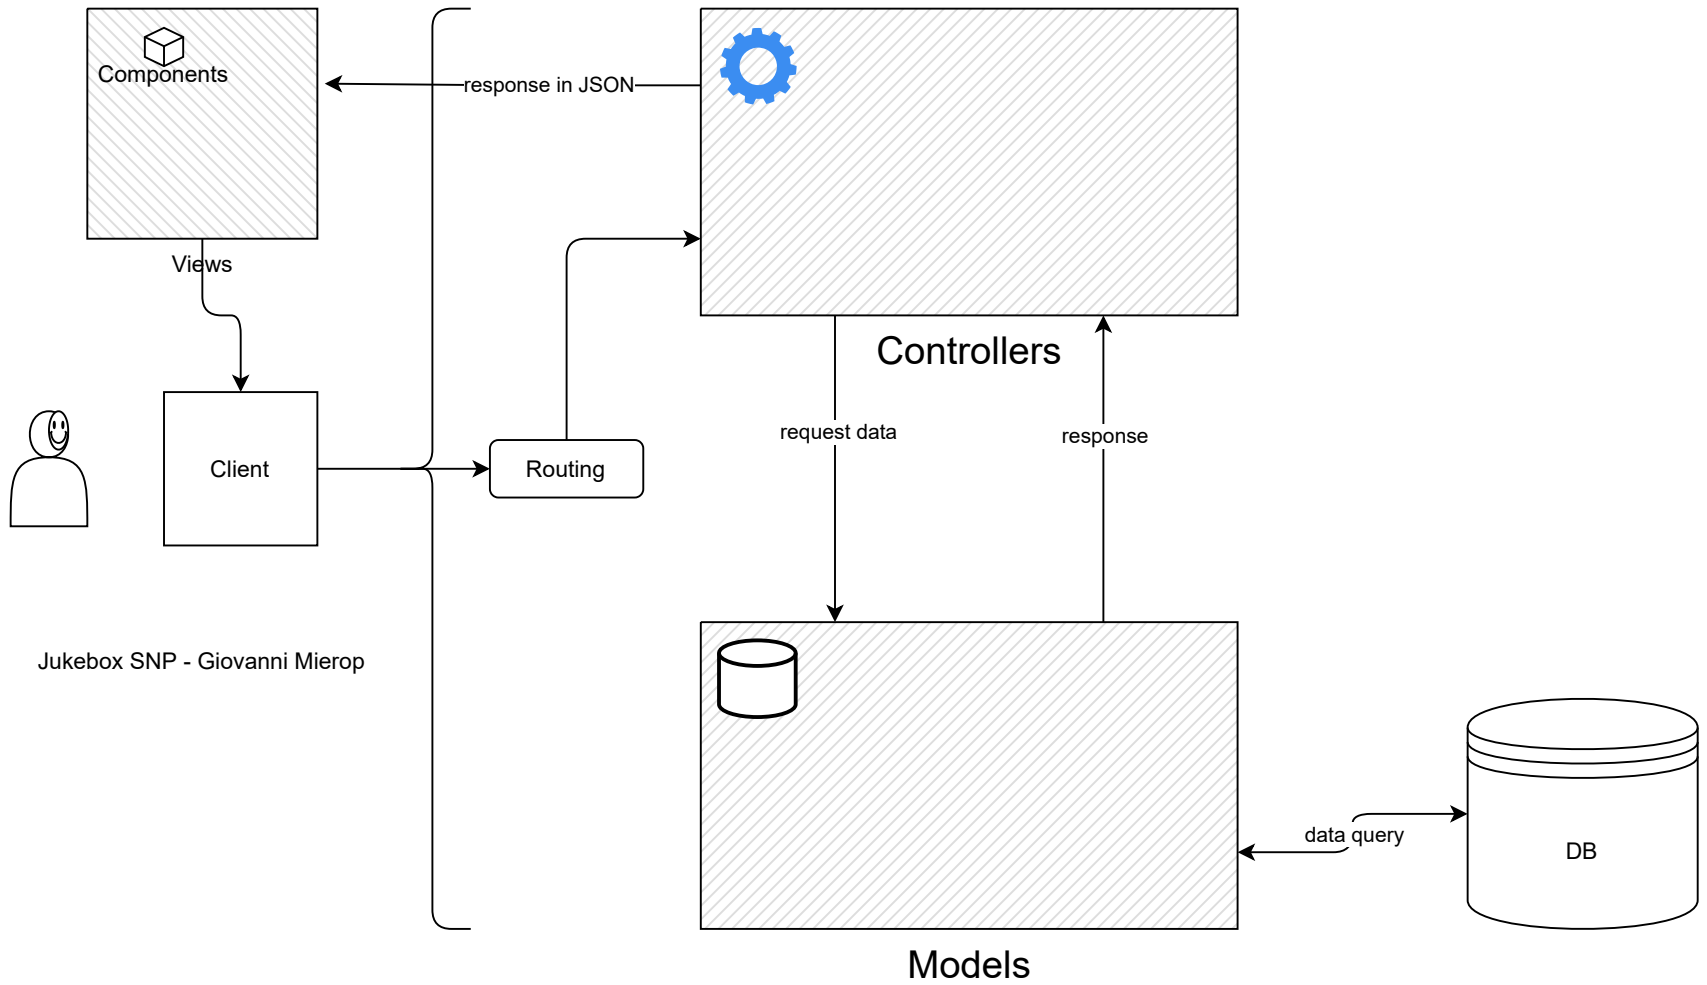 Components
response in JSON
Views
Controllers
request data
response
Client
Routing
Jukebox SNP - Giovanni Mierop
data query
DB
Models